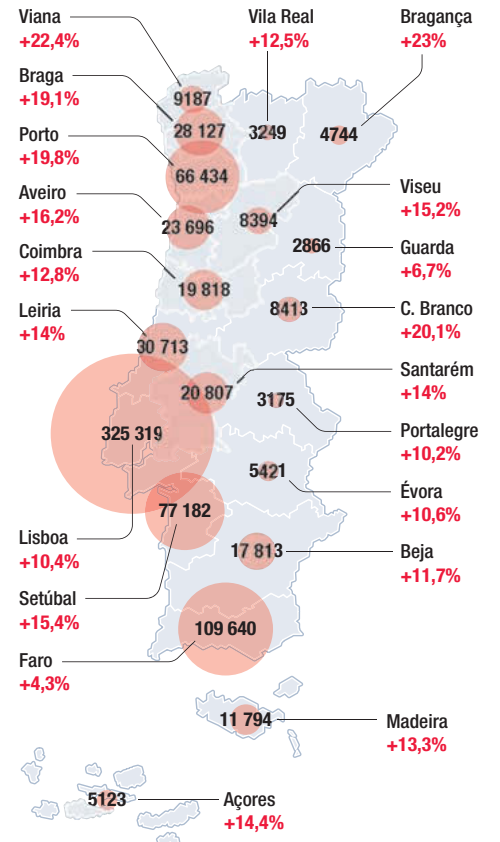 Viana
+22,4%
Vila Real
+12,5%
Bragança
+23%
Braga
+19,1%
9187
28 127
3249
4744
Porto
+19,8%
66 434
Aveiro
+16,2%
23 696
8394
Viseu
+15,2%
2866
Guarda
+6,7%
Coimbra
+12,8%
19 818
8413
C. Branco
+20,1%
Leiria
+14%
30 713
20 807
Santarém
+14%
3175
Portalegre
+10,2%
325 319
5421
Évora
+10,6%
77 182
Lisboa
+10,4%
17 813
Beja
+11,7%
Setúbal
+15,4%
109 640
Faro
+4,3%
11 794
Madeira
+13,3%
5123
Açores
+14,4%